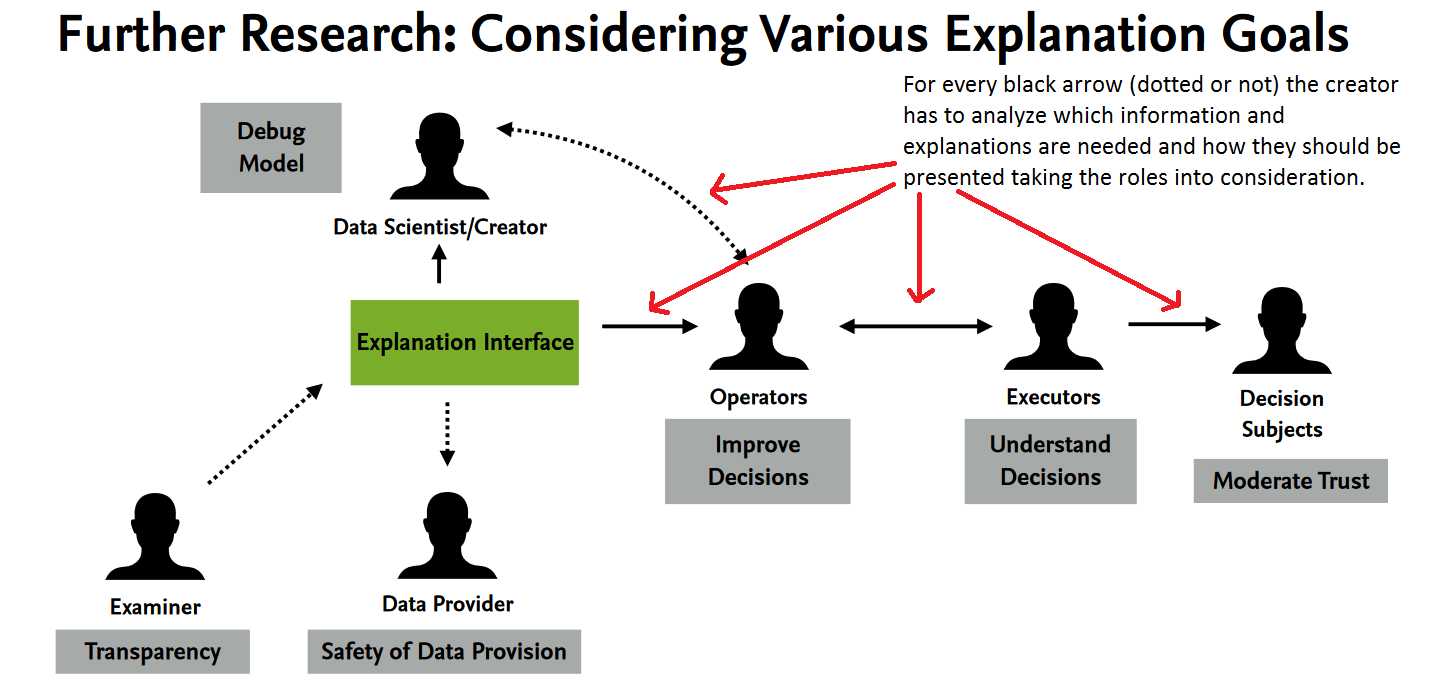 Further Research: Considering Various Explanation Goals
For every black arrow (dotted or not) the creator
has to analyze which information and
explanations are needed and how they should be
presented taking the roles into consideration.
Debug
Model
Data Scientist/Creator
Explanation Interface
Operators
Improve
Decisions
Executors
Understand
Decisions
Decision
Subjects
Moderate Trust
Examiner
Transparency
Data Provider
Safety of Data Provision